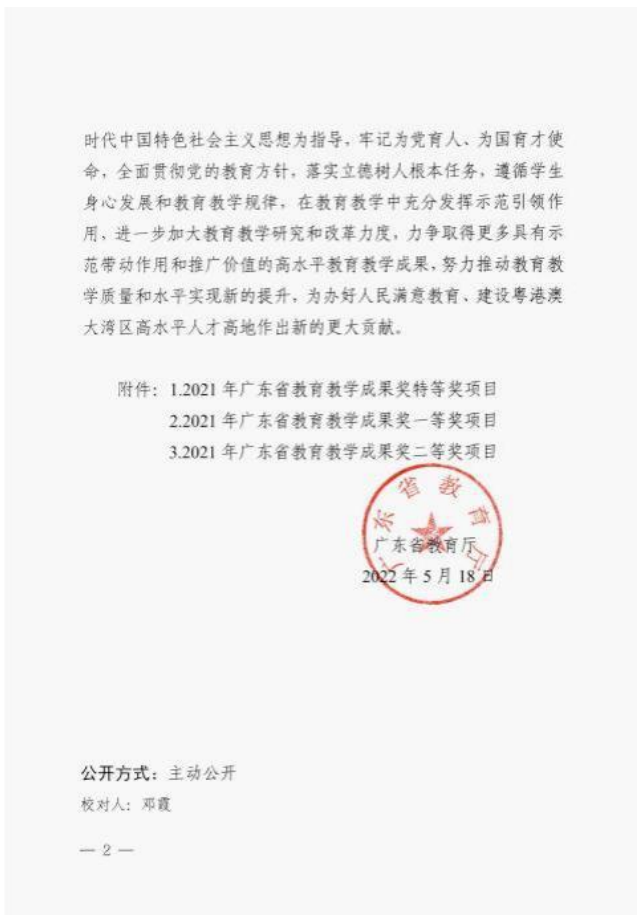 时代中国特色社会主义思想为指导，牢记为党育人、为国育才使
命，全面贯彻党的教育方针，落实立德树人根本任务，遵循学生
身心发展和教育教学规律，在教育教学中充分发挥示范引领作
用，进一步加大教育教学研究和改革力度，力争取得更多具有示
范带动作用和推广价值的高水平教育教学成果，努力推动教育教
学质量和水平实现新的提升，为办好人民满意教育、建设粤港澳
大湾区高水平人才高地作出新的更大贡献。
附件：1.2021 年广东省教育教学成果奖特等奖项目
2.2021 年广东省教育教学成果奖一等奖项目
3.2021 年广东省教育教学成果奖二等奖项目
广东省教育厅
广东省教育厅
2022 年 5 月 18 日
公开方式：主动公开
校对人：邓霞
— 2 —